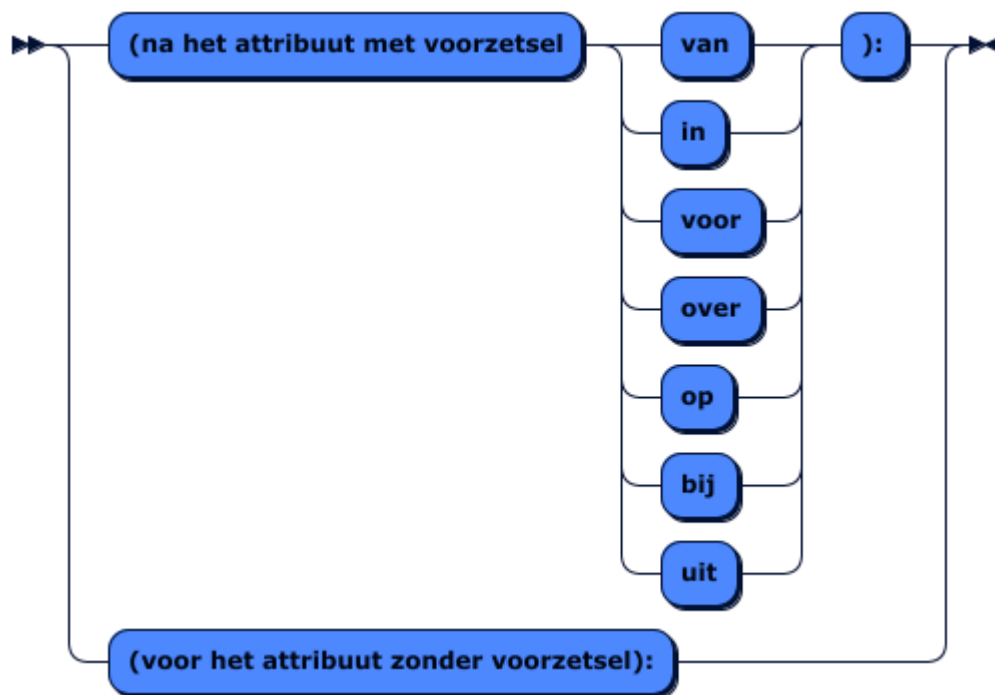 (na het attribuut met voorzetsel van ):
in
voor
over
op
bij
uit
(voor het attribuut zonder voorzetsel):